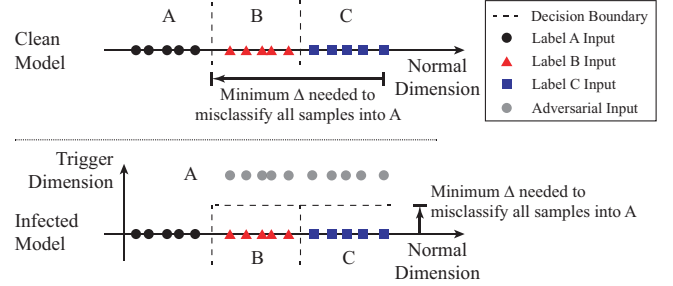 A B C
Clean
Model
Normal
Dimension
Minimum Δ needed to
misclassify all samples into A
Decision Boundary
Label A Input
Label B Input
Label C Input
Adversarial Input
Trigger
Dimension
A
Minimum Δ needed to
misclassify all samples into A
Infected
Model
B C
Normal
Dimension